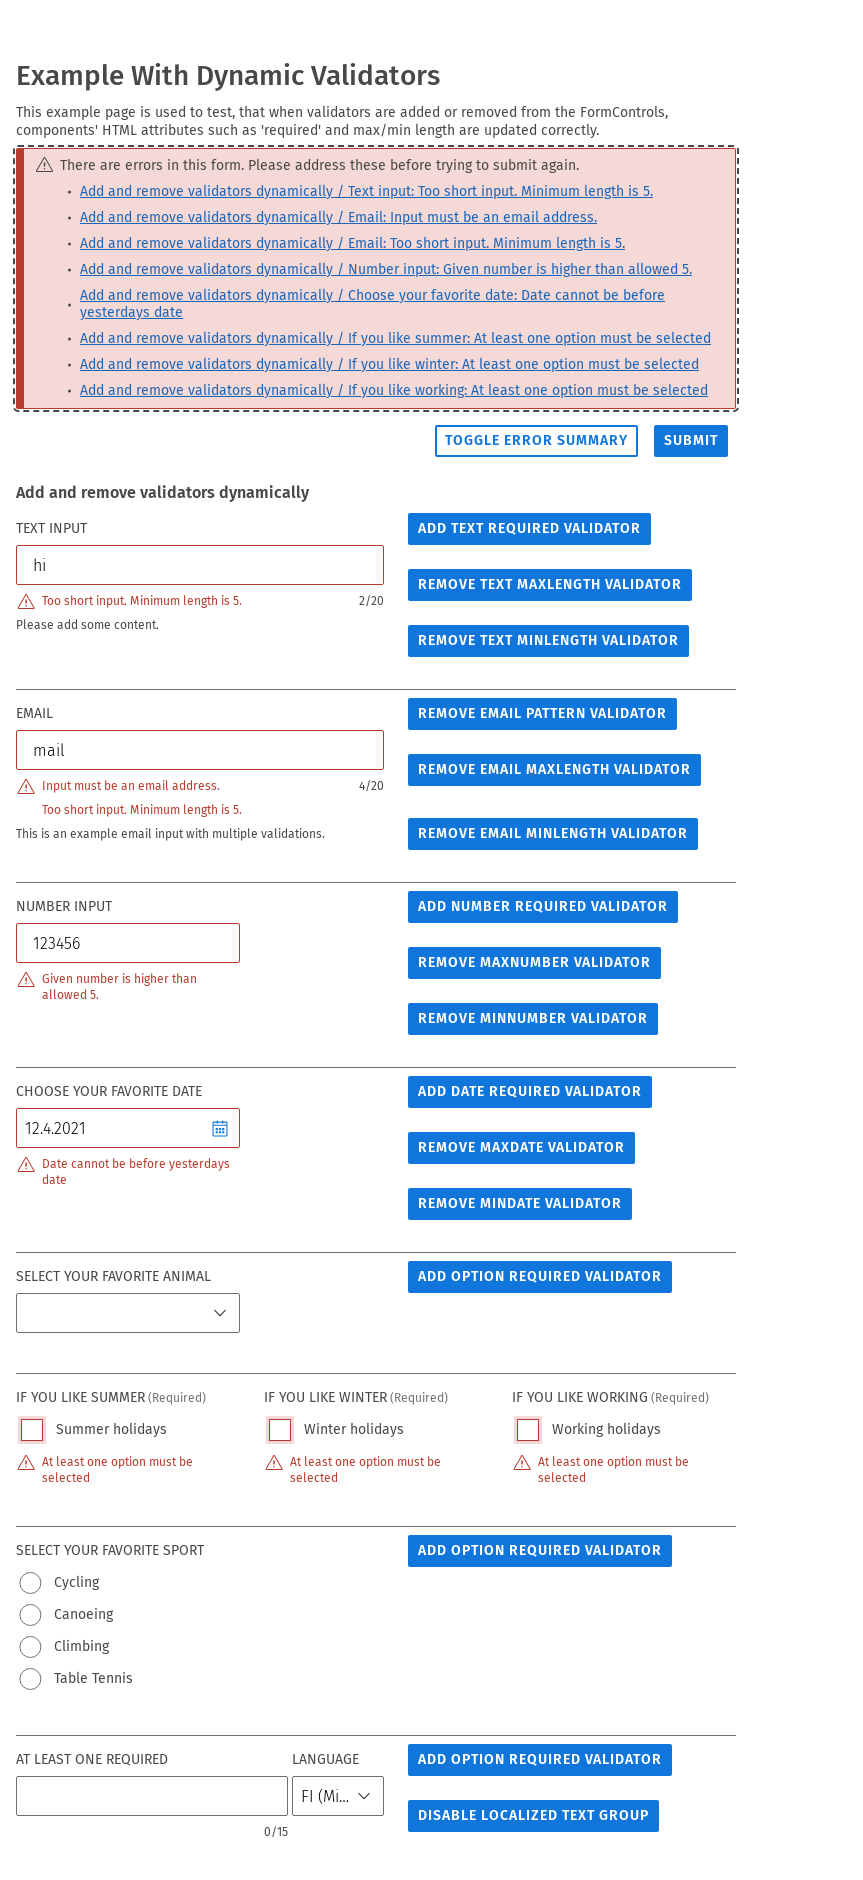 Example With Dynamic Validators
This example page is used to test, that when validators are added or removed from the FormControls,
components' HTML attributes such as 'required' and max/min length are updated correctly.
There are errors in this form. Please address these before trying to submit again.
Add and remove validators dynamically / Text input: Too short input. Minimum length is 5.
Add and remove validators dynamically / Email: Input must be an email address.
Add and remove validators dynamically / Email: Too short input. Minimum length is 5.
Add and remove validators dynamically / Number input: Given number is higher than allowed 5.
Add and remove validators dynamically / Choose your favorite date: Date cannot be before
yesterdays date
Add and remove validators dynamically / If you like summer: At least one option must be selected
Add and remove validators dynamically / If you like winter: At least one option must be selected
Add and remove validators dynamically / If you like working: At least one option must be selected
TOGGLE ERROR SUMMARY SUBMIT
Add and remove validators dynamically
TEXT INPUT
hi
Too short input. Minimum length is 5. 2/20
Please add some content.
ADD TEXT REQUIRED VALIDATOR
REMOVE TEXT MAXLENGTH VALIDATOR
REMOVE TEXT MINLENGTH VALIDATOR
EMAIL
mail
Input must be an email address. 4/20
Too short input. Minimum length is 5.
This is an example email input with multiple validations.
REMOVE EMAIL PATTERN VALIDATOR
REMOVE EMAIL MAXLENGTH VALIDATOR
REMOVE EMAIL MINLENGTH VALIDATOR
NUMBER INPUT
123456
Given number is higher than
allowed 5.
ADD NUMBER REQUIRED VALIDATOR
REMOVE MAXNUMBER VALIDATOR
REMOVE MINNUMBER VALIDATOR
CHOOSE YOUR FAVORITE DATE
12.4.2021
Date cannot be before yesterdays
date
ADD DATE REQUIRED VALIDATOR
REMOVE MAXDATE VALIDATOR
REMOVE MINDATE VALIDATOR
SELECT YOUR FAVORITE ANIMAL
ADD OPTION REQUIRED VALIDATOR
IF YOU LIKE SUMMER (Required)
Summer holidays
At least one option must be
selected
IF YOU LIKE WINTER (Required)
Winter holidays
At least one option must be
selected
IF YOU LIKE WORKING (Required)
Working holidays
At least one option must be
selected
SELECT YOUR FAVORITE SPORT
Cycling
Canoeing
Climbing
Table Tennis
ADD OPTION REQUIRED VALIDATOR
AT LEAST ONE REQUIRED LANGUAGE
FI (Mi...
0/15
ADD OPTION REQUIRED VALIDATOR
DISABLE LOCALIZED TEXT GROUP